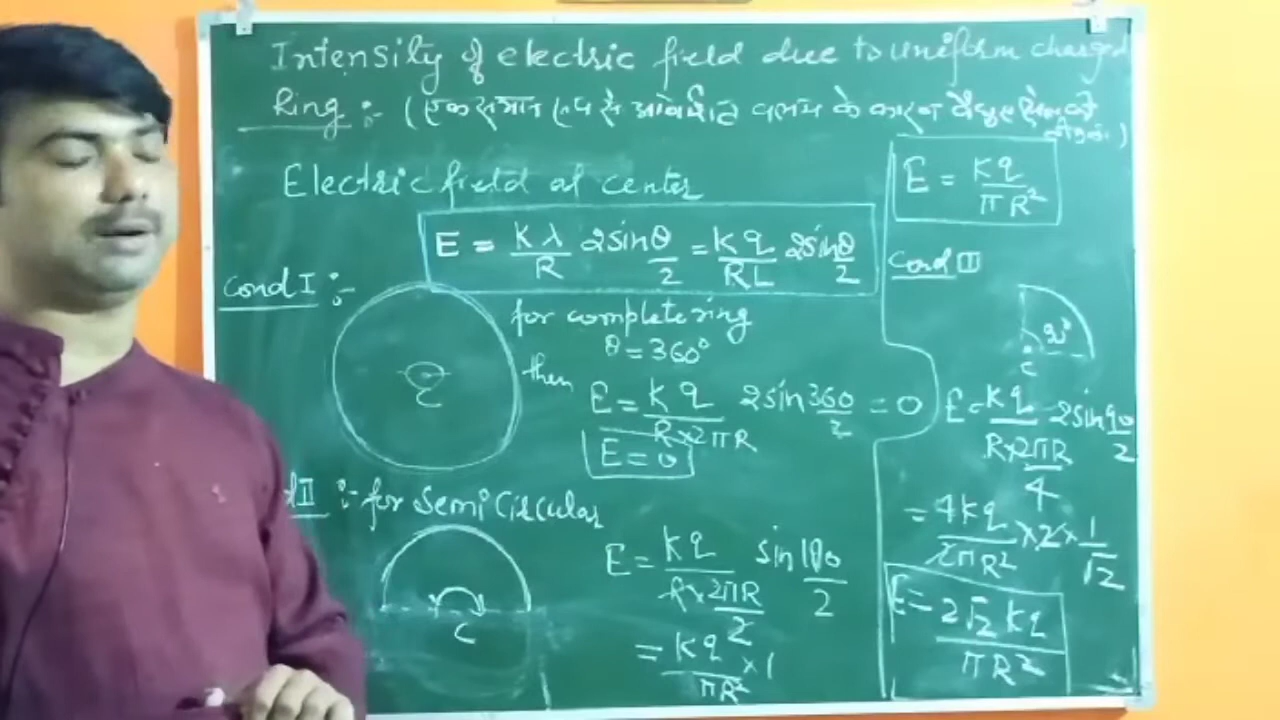 Intensity of electric field due to uniform charged
Ring :- ( एक समान रूप से आवेशित वलय के कारण वैद्युत क्षेत्र की
Electric field at center
E = Kλ/R 2sinθ/2 = Kq/RL 2sinθ/2
Cond I :-
for complete ring
θ = 360°
then
E = Kq/R×2πR 2sin360/2 = 0
E = 0
C
II :- for Semi Circular
C
E = Kq/(R×2πR/2) sin180/2
= Kq/πR² ×1
E = Kq/πR²
Cond III
90°
C
E = Kq/(R×2πR/4) 2sin90/2
= 4Kq/2πR² ×2× 1/√2
E = 2√2 Kq/πR²